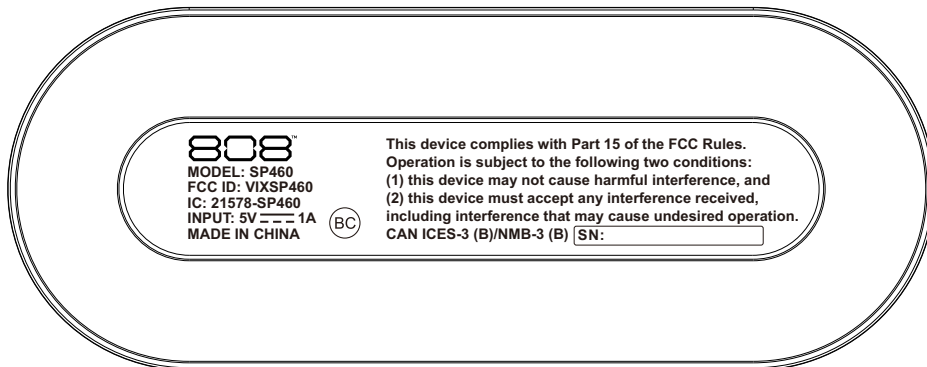 808™
MODEL: SP460
FCC ID: VIXSP460
IC: 21578-SP460
INPUT: 5V ⎓ 1A
MADE IN CHINA
BC
This device complies with Part 15 of the FCC Rules.
Operation is subject to the following two conditions:
(1) this device may not cause harmful interference, and
(2) this device must accept any interference received,
including interference that may cause undesired operation.
CAN ICES-3 (B)/NMB-3 (B) SN: